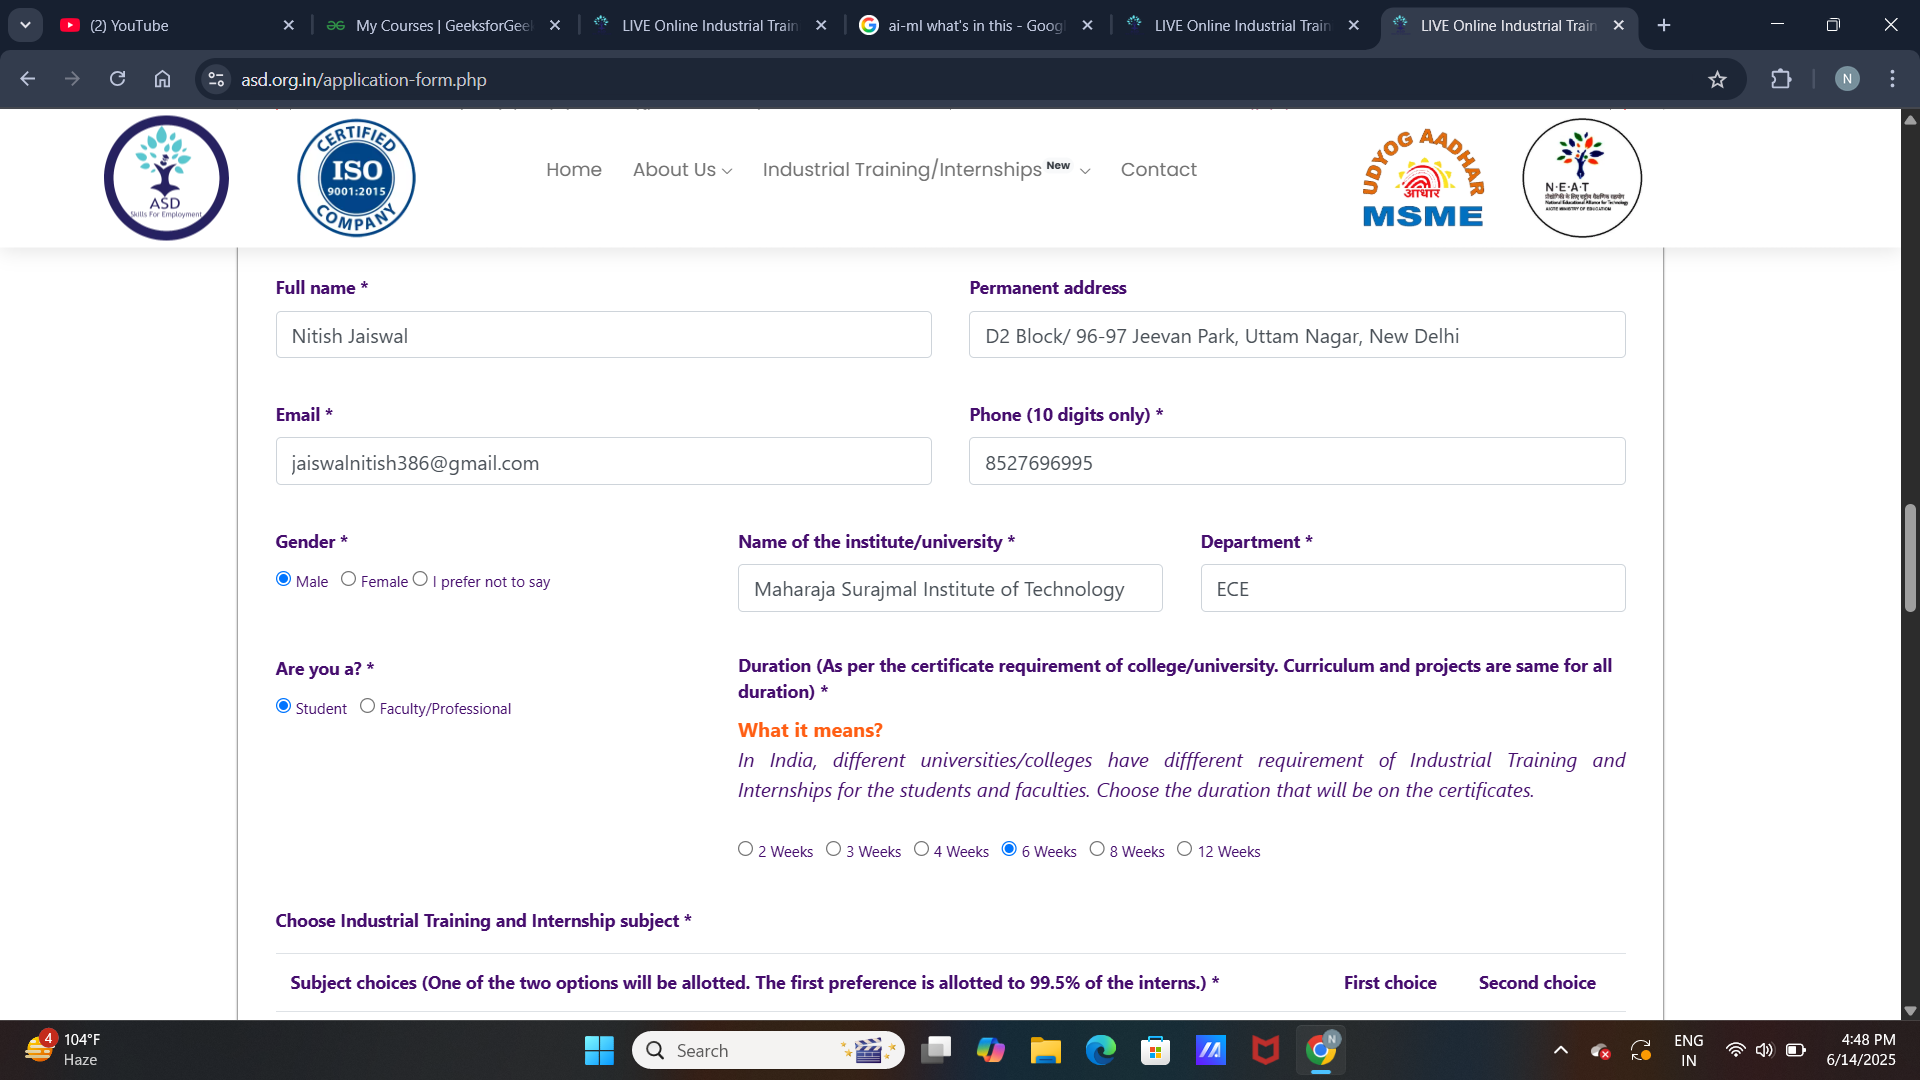 (2) YouTube
My Courses | GeeksforGeek
LIVE Online Industrial Train
ai-ml what's in this - Goog
LIVE Online Industrial Train
LIVE Online Industrial Train
asd.org.in/application-form.php
N
ASD
Skills For Employment
CERTIFIED
ISO
9001:2015
COMPANY
Home
About Us
Industrial Training/Internships New
Contact
UDYOG AADHAR
आधार
MSME
N·E·A·T
Full name *
Permanent address
Nitish Jaiswal
D2 Block/ 96-97 Jeevan Park, Uttam Nagar, New Delhi
Email *
Phone (10 digits only) *
jaiswalnitish386@gmail.com
8527696995
Gender *
Name of the institute/university *
Department *
Male Female I prefer not to say
Maharaja Surajmal Institute of Technology
ECE
Are you a? *
Student Faculty/Professional
Duration (As per the certificate requirement of college/university. Curriculum and projects are same for all
duration) *
What it means?
In India, different universities/colleges have diffferent requirement of Industrial Training and
Internships for the students and faculties. Choose the duration that will be on the certificates.
2 Weeks 3 Weeks 4 Weeks 6 Weeks 8 Weeks 12 Weeks
Choose Industrial Training and Internship subject *
Subject choices (One of the two options will be allotted. The first preference is allotted to 99.5% of the interns.) *
First choice
Second choice
4
104°F
Haze
Search
N
ENG
IN
4:48 PM
6/14/2025